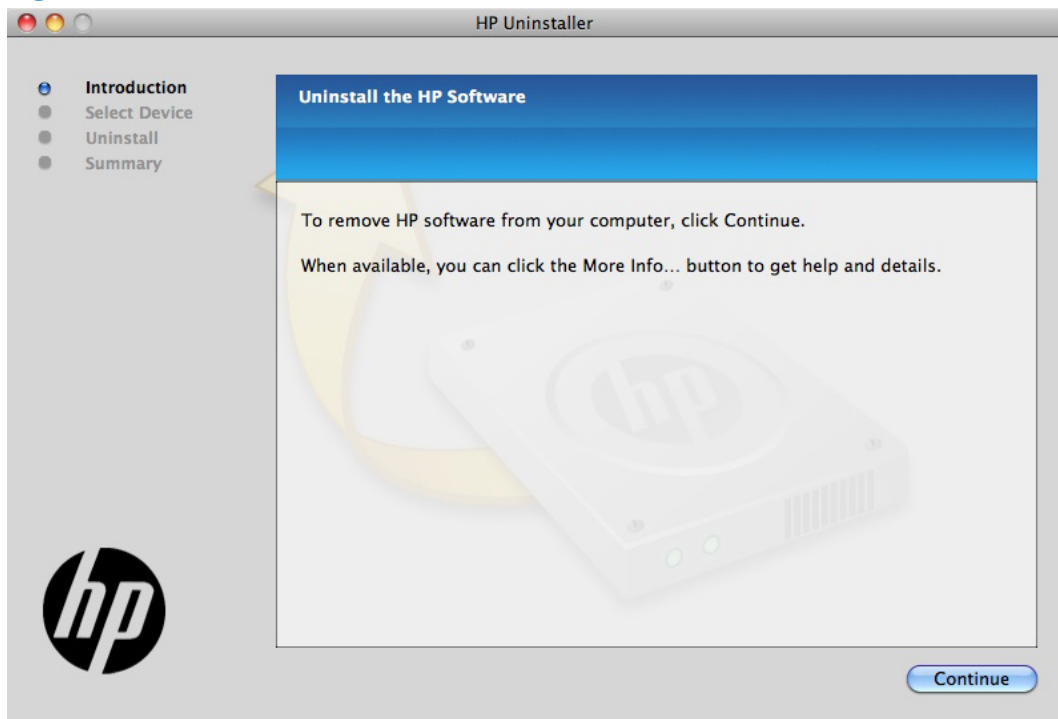 HP Uninstaller
Introduction
Select Device
Uninstall
Summary
Uninstall the HP Software
To remove HP software from your computer, click Continue.
When available, you can click the More Info... button to get help and details.
hp
hp
Continue